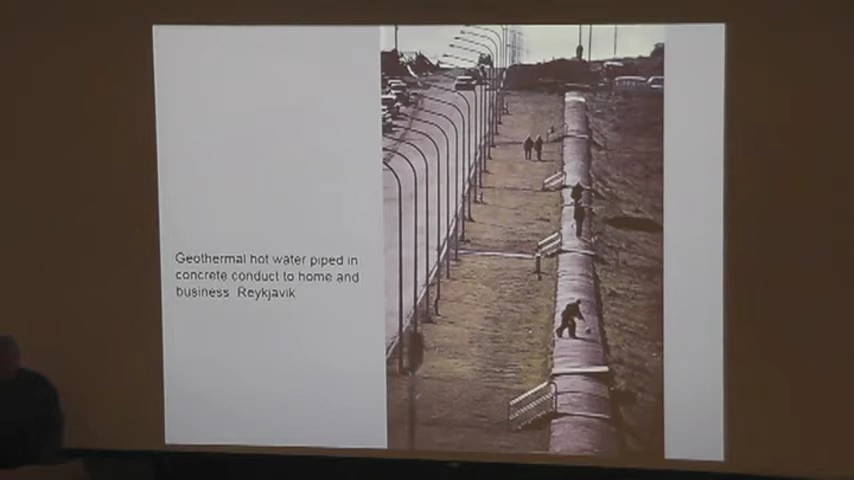 Geothermal hot water piped in
concrete conduct to home and
business Reykjavik